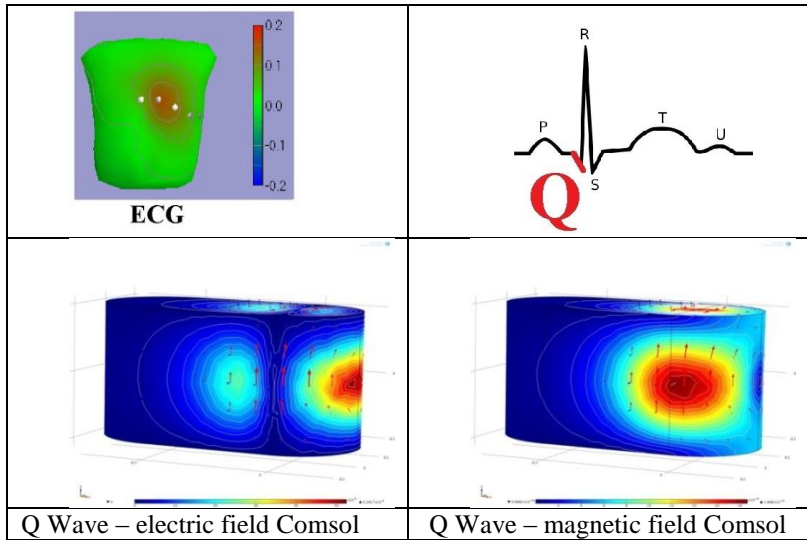 0.2
0.1
0.0
-0.1
-0.2
ECG
R
P
T
U
S
Q
Q Wave – electric field Comsol
Q Wave – magnetic field Comsol